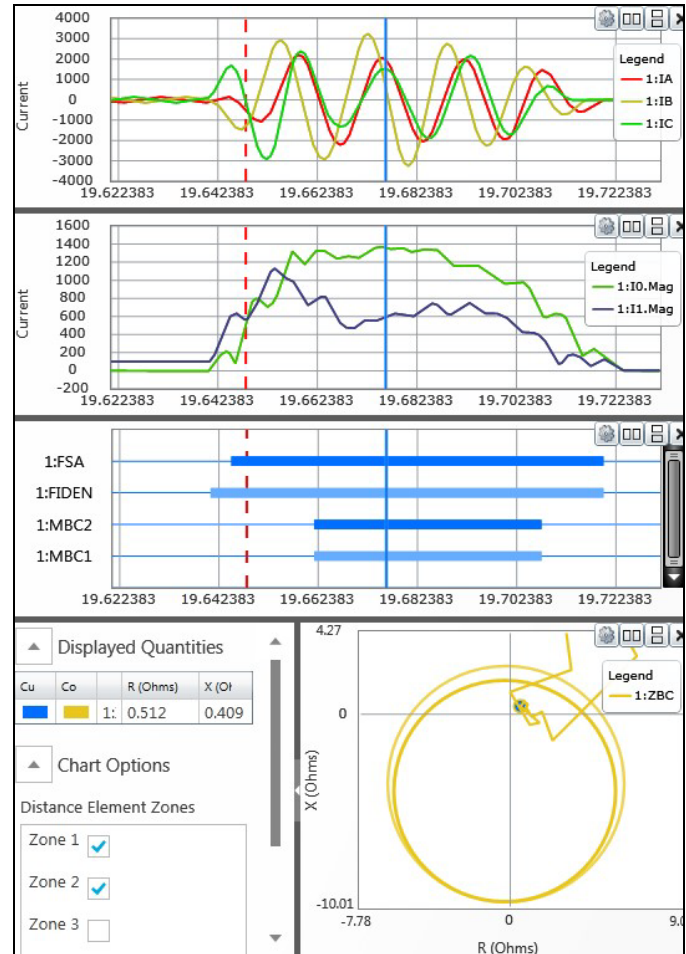 4000
3000
2000
1000
0
-1000
-2000
-3000
-4000
Current
19.622383 19.642383 19.662383 19.682383 19.702383 19.722383
Legend
1:IA
1:IB
1:IC
1600
1400
1200
1000
800
600
400
200
0
-200
Current
19.622383 19.642383 19.662383 19.682383 19.702383 19.722383
Legend
1:I0.Mag
1:I1.Mag
1:FSA
1:FIDEN
1:MBC2
1:MBC1
19.622383 19.642383 19.662383 19.682383 19.702383 19.722383
Displayed Quantities
Cu Co R (Ohms) X (Oh
1: 0.512 0.409
Chart Options
Distance Element Zones
Zone 1
Zone 2
Zone 3
4.27
0
-10.01
X (Ohms)
-7.78 0 9.0
R (Ohms)
Legend
1:ZBC